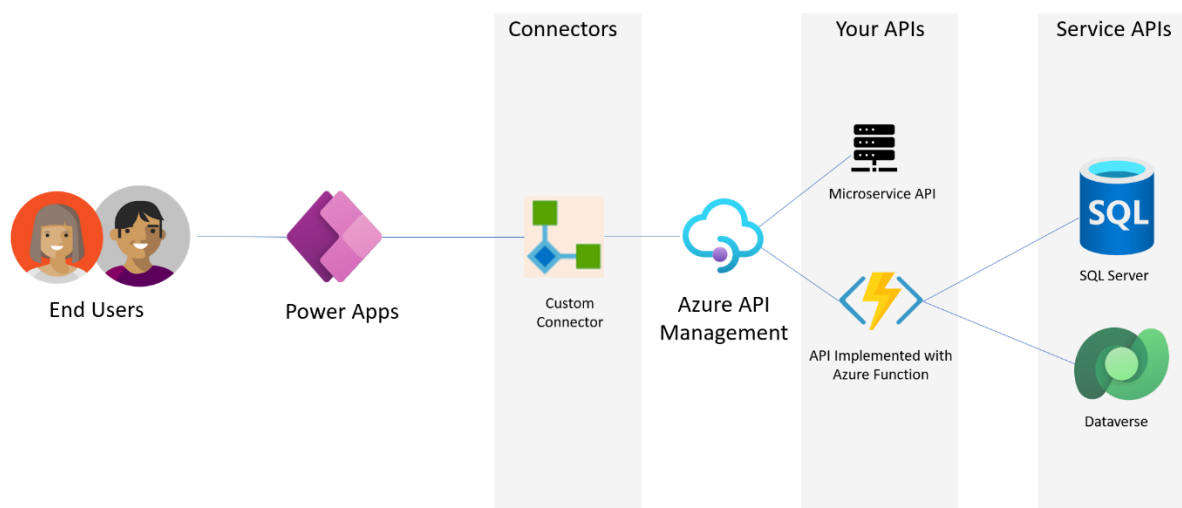 Connectors
Your APIs
Service APIs
Microservice API
SQL
SQL Server
End Users
Power Apps
Custom
Connector
Azure API
Management
API Implemented with
Azure Function
Dataverse